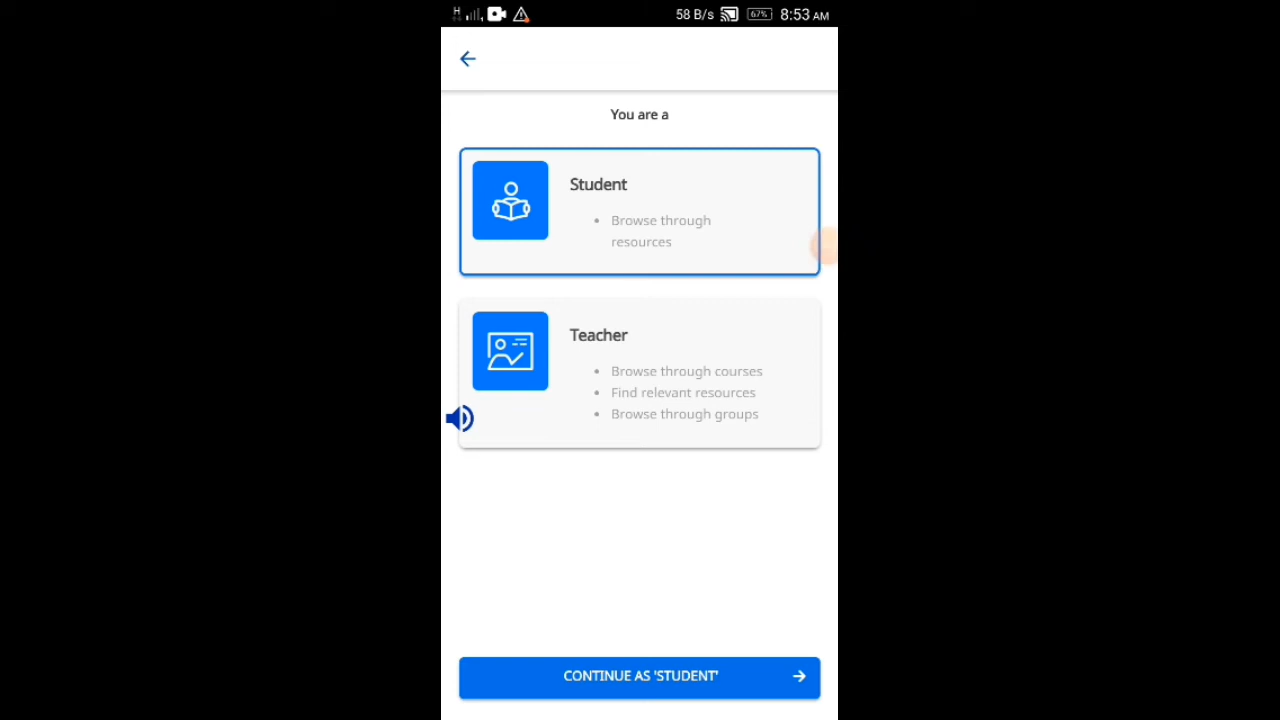 H 58 B/s 67% 8:53 AM
You are a
Student
• Browse through
resources
Teacher
• Browse through courses
• Find relevant resources
• Browse through groups
CONTINUE AS 'STUDENT'